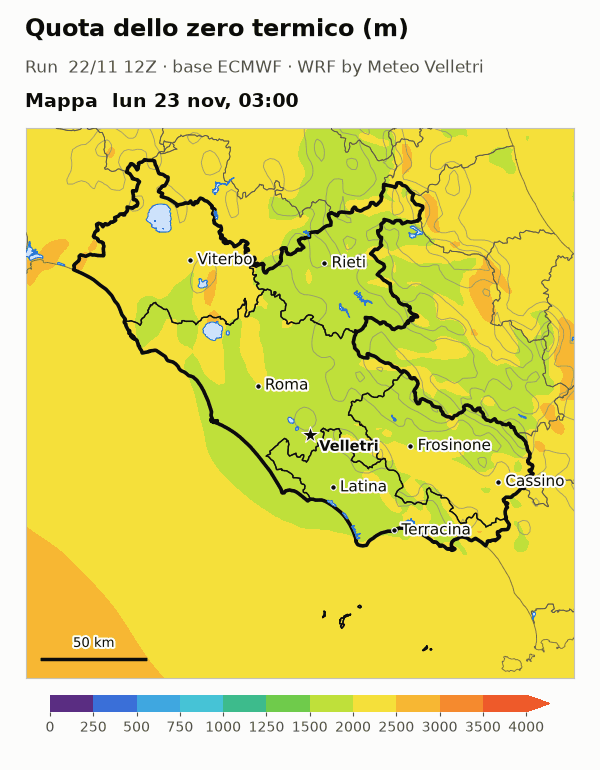 Quota dello zero termico (m)
Run 22/11 12Z · base ECMWF · WRF by Meteo Velletri
Mappa lun 23 nov, 03:00
Viterbo
Rieti
Roma
Velletri
Frosinone
Cassino
Latina
Terracina
50 km
0 250 500 750 1000 1250 1500 2000 2500 3000 3500 4000